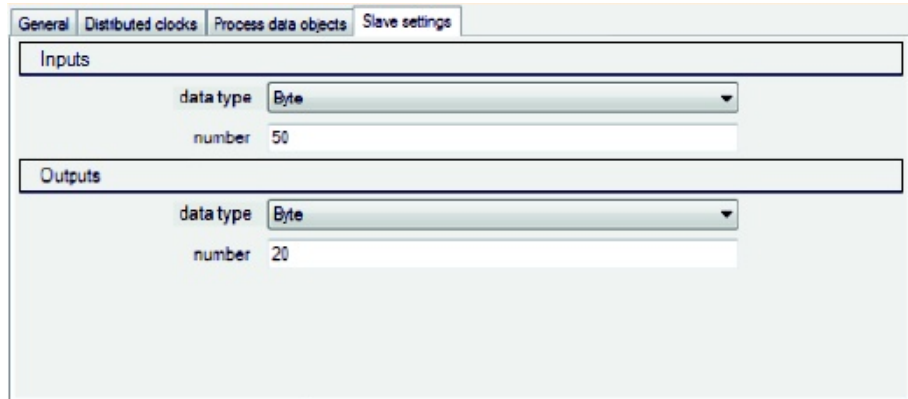 General Distributed clocks Process data objects Slave settings
Inputs
data type Byte
number 50
Outputs
data type Byte
number 20